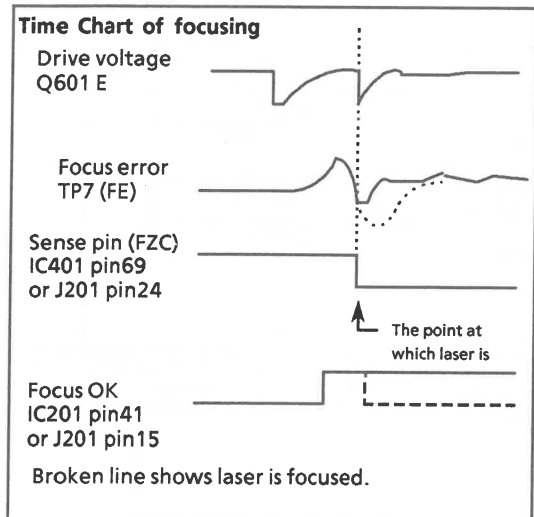 Time Chart of focusing
Drive voltage
Q601 E
Focus error
TP7 (FE)
Sense pin (FZC)
IC401 pin69
or J201 pin24
The point at
which laser is
Focus OK
IC201 pin41
or J201 pin15
Broken line shows laser is focused.